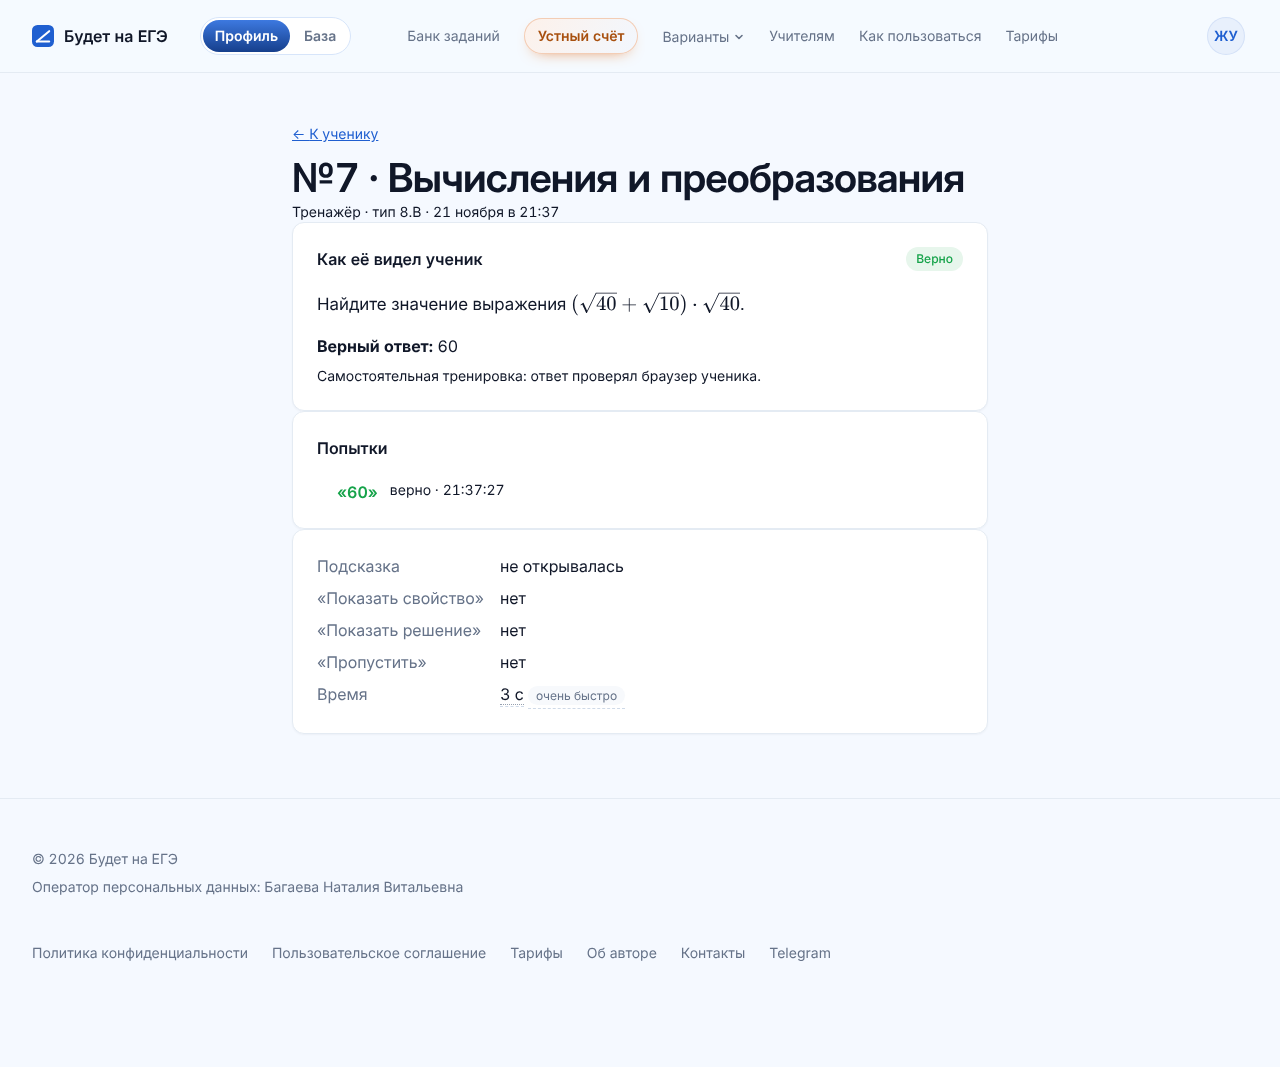 Будет на ЕГЭ
Профиль База
Банк заданий Устный счёт Варианты Учителям Как пользоваться Тарифы ЖУ
← К ученику
№7 · Вычисления и преобразования
Тренажёр · тип 8.B · 21 ноября в 21:37
Как её видел ученик Верно
Найдите значение выражения (√40 + √10) · √40.
Верный ответ: 60
Самостоятельная тренировка: ответ проверял браузер ученика.
Попытки
«60» верно · 21:37:27
Подсказка не открывалась
«Показать свойство» нет
«Показать решение» нет
«Пропустить» нет
Время 3 с очень быстро
© 2026 Будет на ЕГЭ
Оператор персональных данных: Багаева Наталия Витальевна
Политика конфиденциальности Пользовательское соглашение Тарифы Об авторе Контакты Telegram